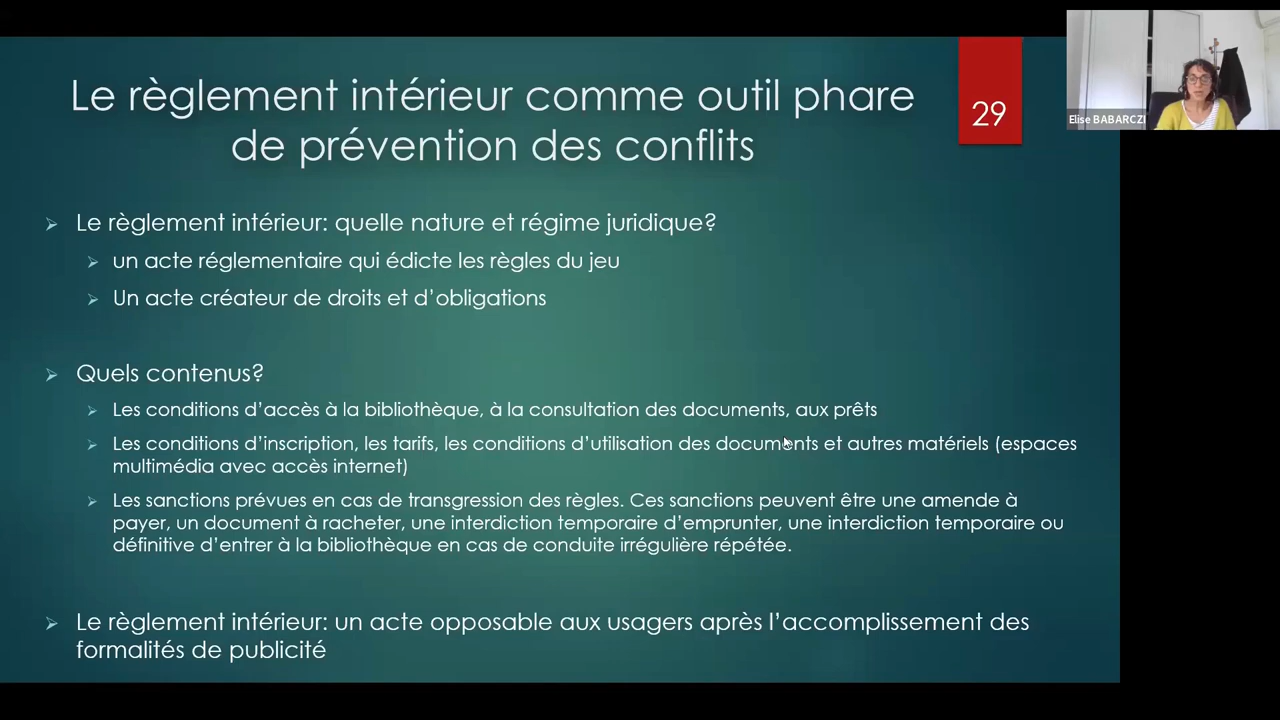 Le règlement intérieur comme outil phare
de prévention des conflits
29
Elise BABARCZI
Le règlement intérieur: quelle nature et régime juridique?
un acte réglementaire qui édicte les règles du jeu
Un acte créateur de droits et d'obligations
Quels contenus?
Les conditions d'accès à la bibliothèque, à la consultation des documents, aux prêts
Les conditions d'inscription, les tarifs, les conditions d'utilisation des documents et autres matériels (espaces
multimédia avec accès internet)
Les sanctions prévues en cas de transgression des règles. Ces sanctions peuvent être une amende à
payer, un document à racheter, une interdiction temporaire d'emprunter, une interdiction temporaire ou
définitive d'entrer à la bibliothèque en cas de conduite irrégulière répétée.
Le règlement intérieur: un acte opposable aux usagers après l'accomplissement des
formalités de publicité